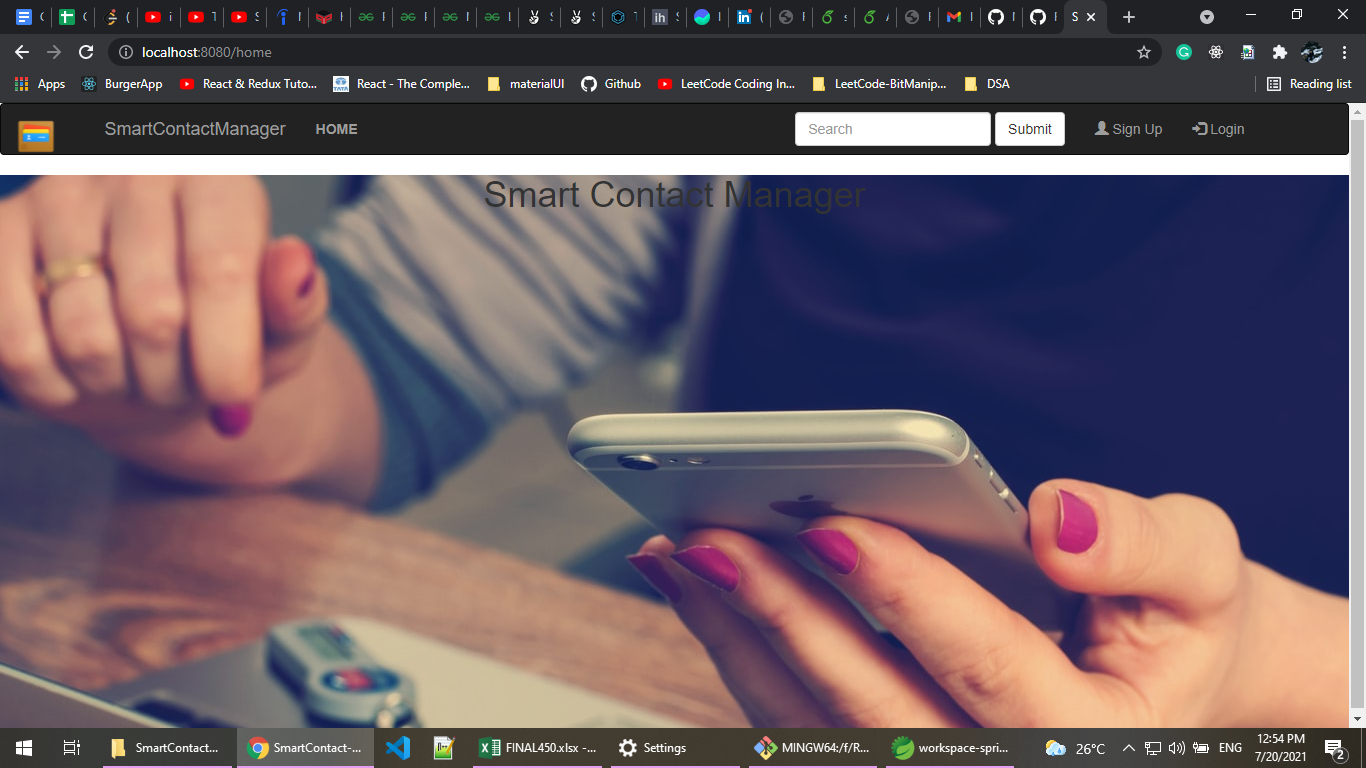 localhost:8080/home
Apps BurgerApp React & Redux Tuto... React - The Comple... materialUI Github LeetCode Coding In... LeetCode-BitManip... DSA Reading list
SmartContactManager HOME Search Submit Sign Up Login
Smart Contact Manager
SmartContact... SmartContact-... FINAL450.xlsx -... Settings MINGW64:/f/R... workspace-spri... 26°C ENG 12:54 PM
7/20/2021
2